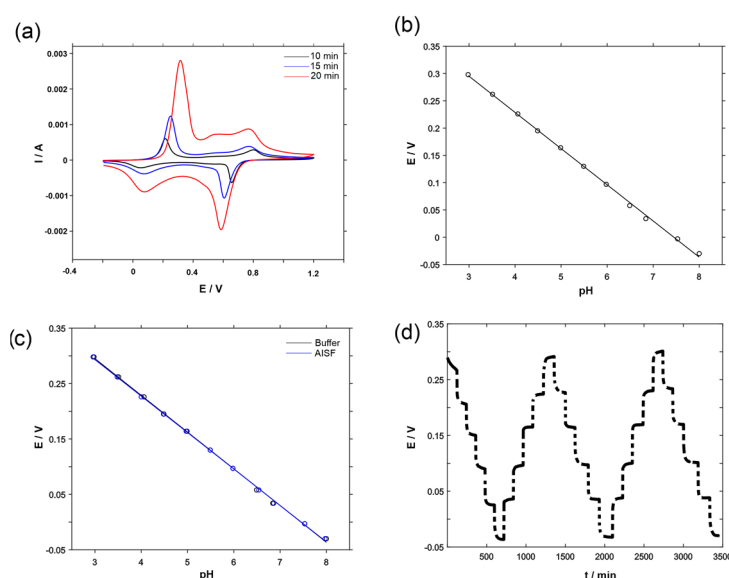 (a)
10 min
15 min
20 min
0.003
0.002
0.001
0
-0.001
-0.002
I / A
-0.4 0 0.4 0.8 1.2
E / V
(b)
0.35
0.3
0.25
0.2
0.15
0.1
0.05
0
-0.05
E / V
2 3 4 5 6 7 8
pH
(c)
Buffer
AISF
0.35
0.25
0.15
0.05
-0.05
E / V
2 3 4 5 6 7 8
pH
(d)
0.35
0.25
0.15
0.05
-0.05
E / V
500 1000 1500 2000 2500 3000 3500
t / min